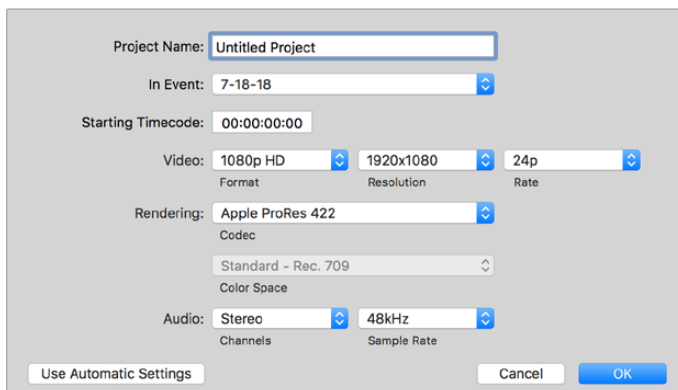 Project Name: Untitled Project
In Event: 7-18-18
Starting Timecode: 00:00:00:00
Video: 1080p HD 1920x1080 24p
Format Resolution Rate
Rendering: Apple ProRes 422
Codec
Standard - Rec. 709
Color Space
Audio: Stereo 48kHz
Channels Sample Rate
Use Automatic Settings Cancel OK